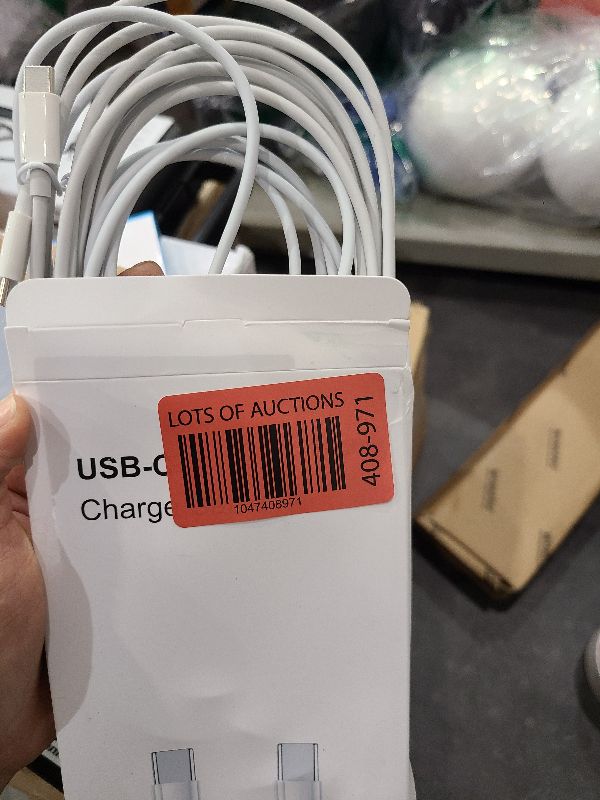 LOTS OF AUCTIONS
408-971
1047408971
USB-C
Charge